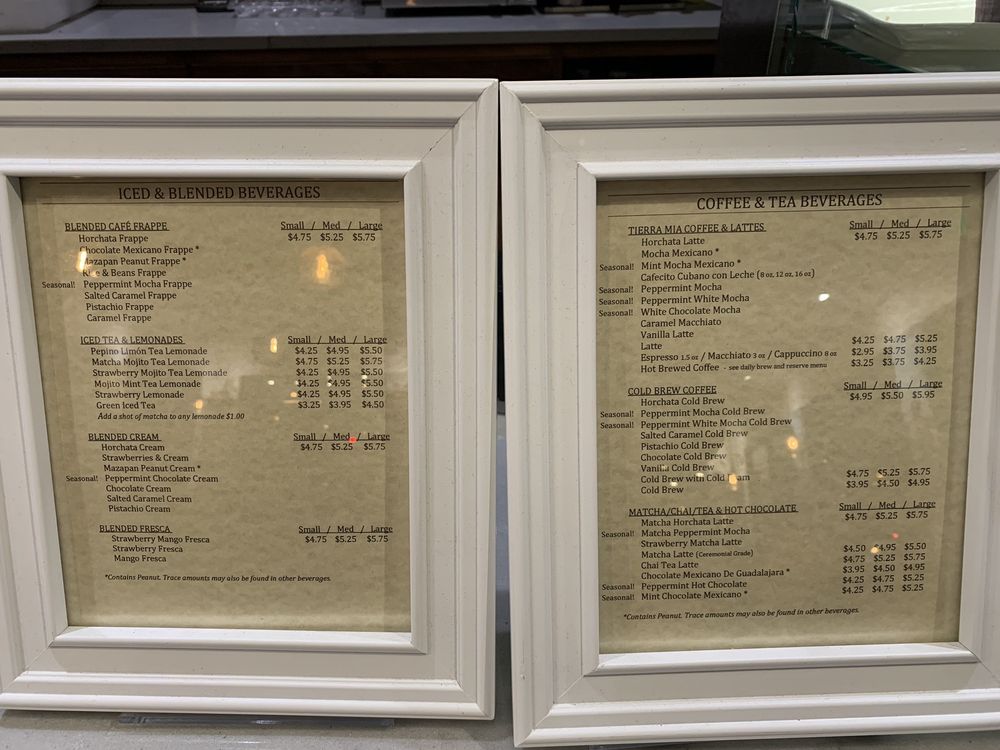 ICED & BLENDED BEVERAGES
BLENDED CAFÉ FRAPPE Small / Med / Large
Horchata Frappe $4.75 $5.25 $5.75
Chocolate Mexicano Frappe *
Mazapan Peanut Frappe *
Rice & Beans Frappe
Seasonal! Peppermint Mocha Frappe
Salted Caramel Frappe
Pistachio Frappe
Caramel Frappe
ICED TEA & LEMONADES Small / Med / Large
Pepino Limón Tea Lemonade $4.25 $4.95 $5.50
Matcha Mojito Tea Lemonade $4.75 $5.25 $5.75
Strawberry Mojito Tea Lemonade $4.25 $4.95 $5.50
Mojito Mint Tea Lemonade $4.25 $4.95 $5.50
Strawberry Lemonade $4.25 $4.95 $5.50
Green Iced Tea $3.25 $3.95 $4.50
Add a shot of matcha to any lemonade $1.00
BLENDED CREAM Small / Med / Large
Horchata Cream $4.75 $5.25 $5.75
Strawberries & Cream
Mazapan Peanut Cream *
Seasonal! Peppermint Chocolate Cream
Chocolate Cream
Salted Caramel Cream
Pistachio Cream
BLENDED FRESCA Small / Med / Large
Strawberry Mango Fresca $4.75 $5.25 $5.75
Strawberry Fresca
Mango Fresca
*Contains Peanut. Trace amounts may also be found in other beverages.
COFFEE & TEA BEVERAGES
TIERRA MIA COFFEE & LATTES Small / Med / Large
Horchata Latte $4.75 $5.25 $5.75
Mocha Mexicano *
Seasonal! Mint Mocha Mexicano *
Cafecito Cubano con Leche (8 oz, 12 oz, 16 oz)
Seasonal! Peppermint Mocha
Seasonal! Peppermint White Mocha
Seasonal! White Chocolate Mocha
Caramel Macchiato
Vanilla Latte
Latte $4.25 $4.75 $5.25
Espresso 1.5 oz / Macchiato 3 oz / Cappuccino 8 oz $2.95 $3.75 $3.95
Hot Brewed Coffee - see daily brew and reserve menu $3.25 $3.75 $4.25
COLD BREW COFFEE Small / Med / Large
Horchata Cold Brew $4.95 $5.50 $5.95
Seasonal! Peppermint Mocha Cold Brew
Seasonal! Peppermint White Mocha Cold Brew
Salted Caramel Cold Brew
Pistachio Cold Brew
Chocolate Cold Brew
Vanilla Cold Brew
Cold Brew with Cold Foam $4.75 $5.25 $5.75
Cold Brew $3.95 $4.50 $4.95
MATCHA/CHAI/TEA & HOT CHOCOLATE Small / Med / Large
Matcha Horchata Latte $4.75 $5.25 $5.75
Seasonal! Matcha Peppermint Mocha
Strawberry Matcha Latte
Matcha Latte (Ceremonial Grade) $4.50 $4.95 $5.50
Chai Tea Latte $4.75 $5.25 $5.75
Chocolate Mexicano De Guadalajara * $3.95 $4.50 $4.95
Seasonal! Peppermint Hot Chocolate $4.25 $4.75 $5.25
Seasonal! Mint Chocolate Mexicano * $4.25 $4.75 $5.25
*Contains Peanut. Trace amounts may also be found in other beverages.